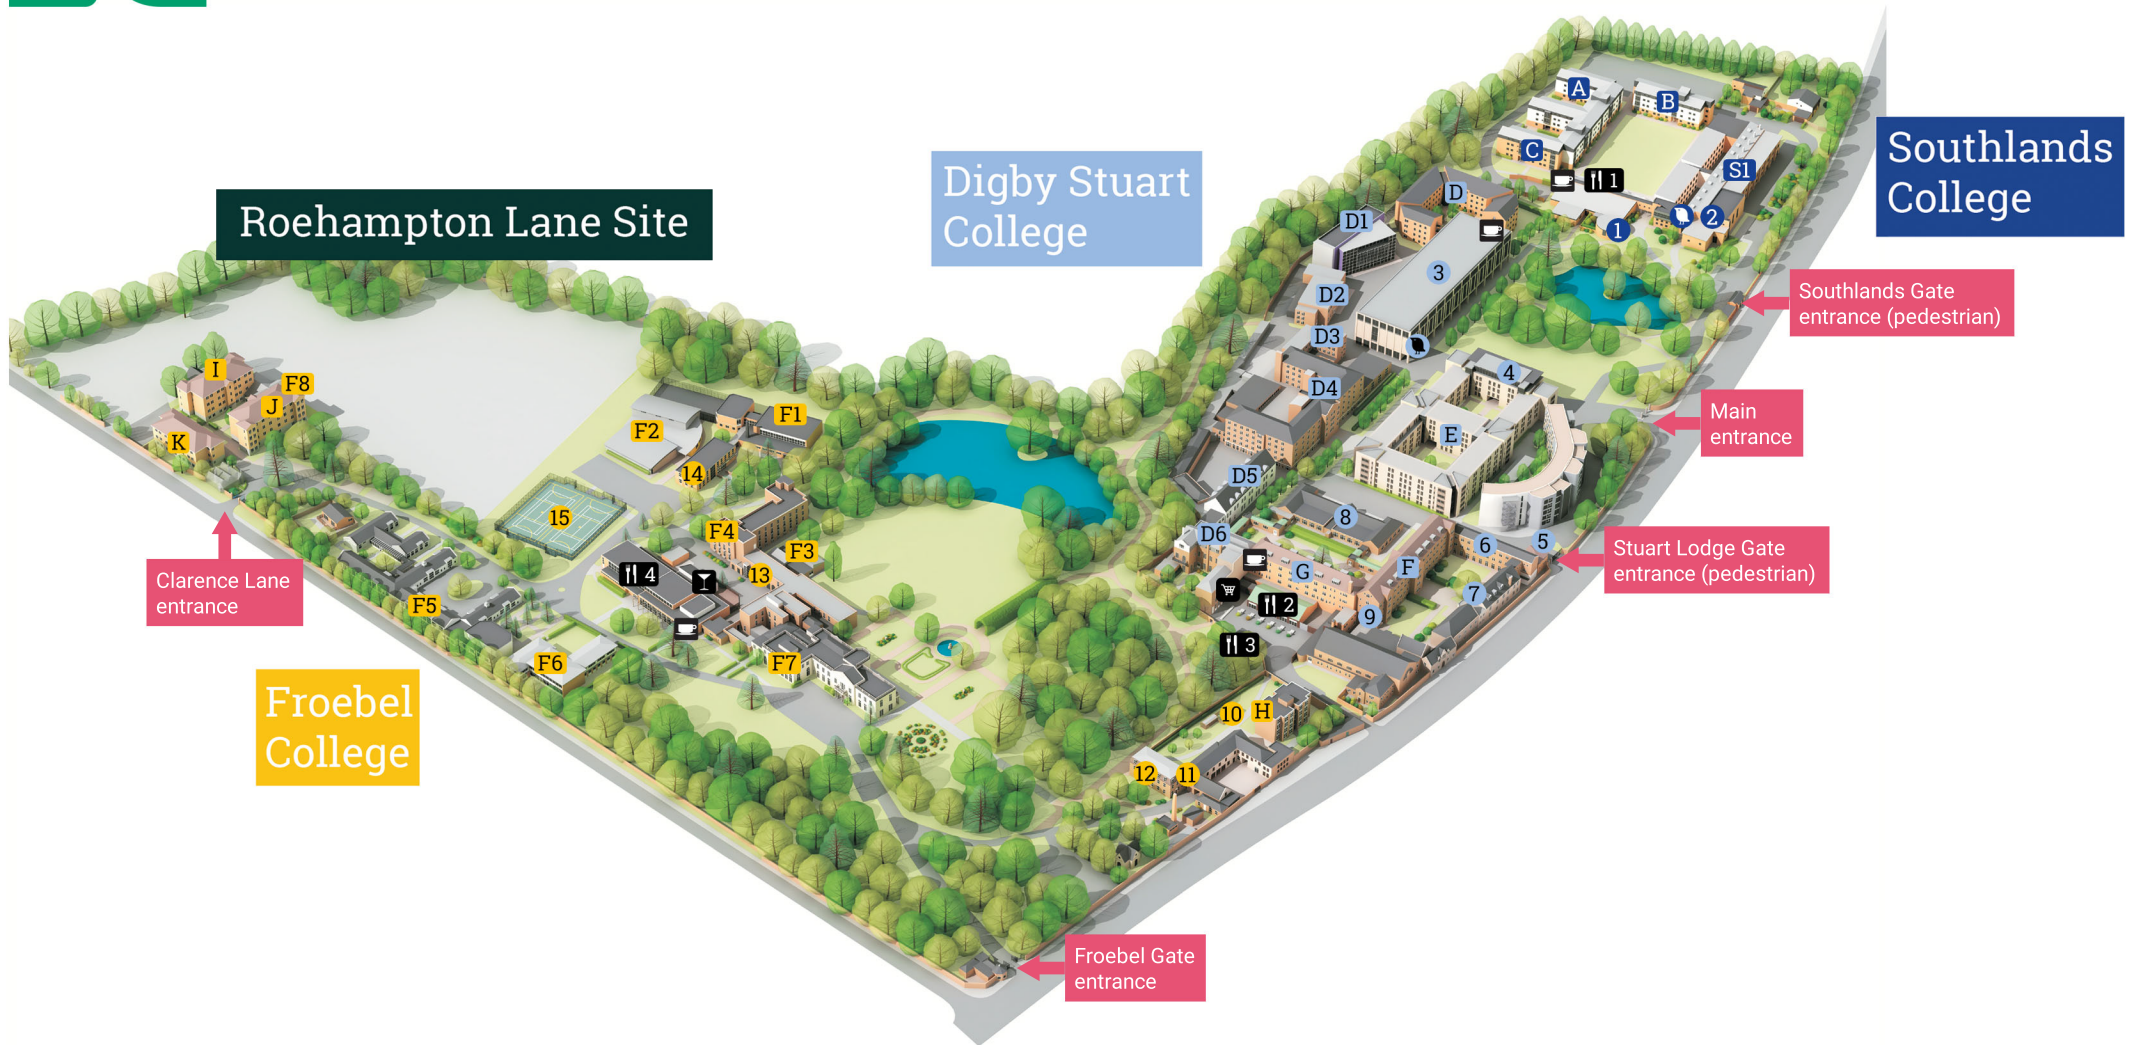 Roehampton Lane Site
Digby Stuart
College
Southlands
College
Froebel
College
A
B
C
S1
1
1
2
D
D1
3
D2
D3
D4
4
E
D5
8
D6
F
G
6
5
7
9
2
3
Southlands Gate
entrance (pedestrian)
Main
entrance
Stuart Lodge Gate
entrance (pedestrian)
I
F8
J
K
F1
F2
14
15
F4
F3
13
4
F5
F6
F7
10
H
12
11
Clarence Lane
entrance
Froebel Gate
entrance